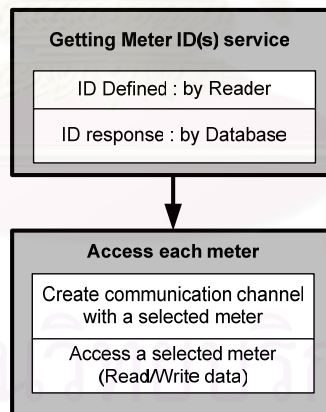 Getting Meter ID(s) service
ID Defined : by Reader
ID response : by Database
Access each meter
Create communication channel
with a selected meter
Access a selected meter
(Read/Write data)